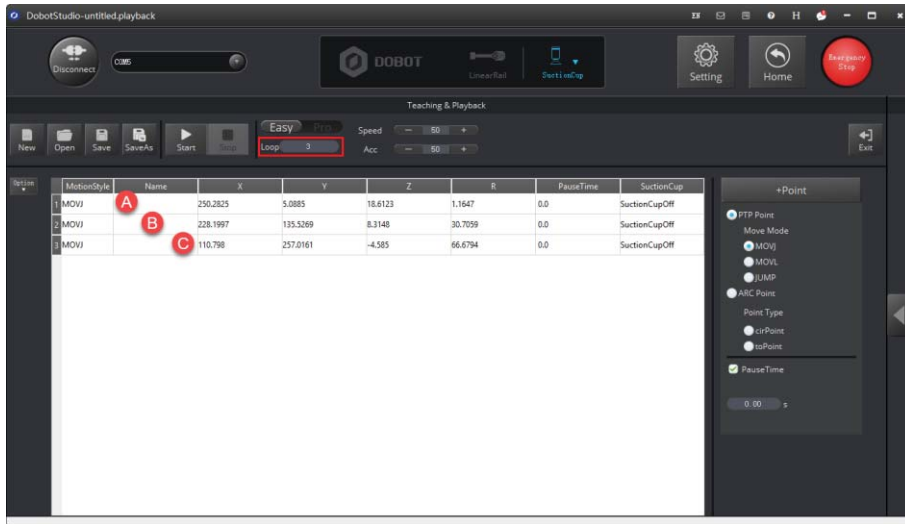 DobotStudio-untitled.playback
H
Disconnect
COM5
DOBOT
LinearRail
SuctionCup
Setting
Home
Emergency
Stop
Teaching & Playback
New
Open
Save
SaveAs
Start
Stop
Easy
Pro
Loop
3
Speed
— 50 +
Acc
— 50 +
Exit
Option
MotionStyle Name X Y Z R PauseTime SuctionCup
1 MOVJ A 250.2825 5.0885 18.6123 1.1647 0.0 SuctionCupOff
2 MOVJ B 228.1997 135.5269 8.3148 30.7059 0.0 SuctionCupOff
3 MOVJ C 110.798 257.0161 -4.585 66.6794 0.0 SuctionCupOff
+Point
PTP Point
Move Mode
MOVJ
MOVL
JUMP
ARC Point
Point Type
cirPoint
toPoint
PauseTime
0.00 s